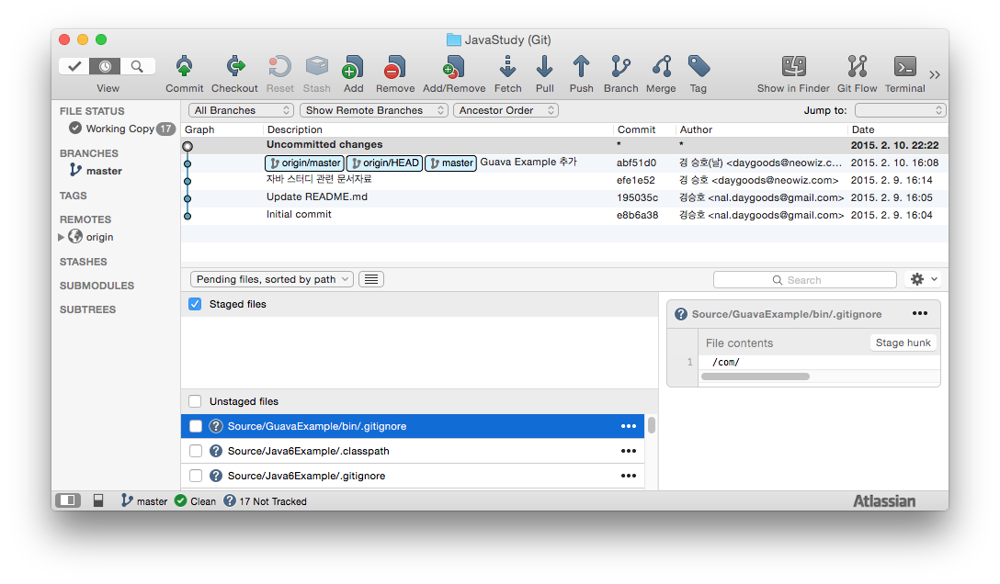 JavaStudy (Git)
View Commit Checkout Reset Stash Add Remove Add/Remove Fetch Pull Push Branch Merge Tag Show in Finder Git Flow Terminal
FILE STATUS
Working Copy 17
BRANCHES
master
TAGS
REMOTES
origin
STASHES
SUBMODULES
SUBTREES
All Branches Show Remote Branches Ancestor Order Jump to:
Graph Description Commit Author Date
Uncommitted changes * * 2015. 2. 10. 22:22
origin/master origin/HEAD master Guava Example 추가 abf51d0 경 승호(날) <daygoods@neowiz.c... 2015. 2. 10. 16:08
자바 스터디 관련 문서자료 efe1e52 경 승호 <daygoods@neowiz.com> 2015. 2. 9. 16:14
Update README.md 195035c 경승호 <nal.daygoods@gmail.com> 2015. 2. 9. 16:05
Initial commit e8b6a38 경승호 <nal.daygoods@gmail.com> 2015. 2. 9. 16:04
Pending files, sorted by path Search
Staged files
Unstaged files
Source/GuavaExample/bin/.gitignore
Source/Java6Example/.classpath
Source/Java6Example/.gitignore
Source/GuavaExample/bin/.gitignore
File contents Stage hunk
1 /com/
master Clean 17 Not Tracked Atlassian